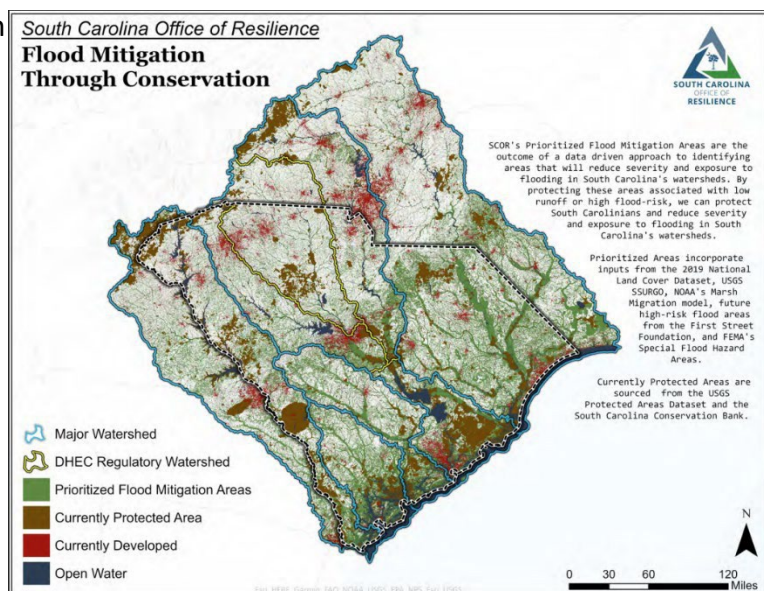 South Carolina Office of Resilience
Flood Mitigation
Through Conservation
SOUTH CAROLINA
OFFICE OF
RESILIENCE
SCOR's Prioritized Flood Mitigation Areas are the
outcome of a data driven approach to identifying
areas that will reduce severity and exposure to
flooding in South Carolina's watersheds. By
protecting these areas associated with low
runoff or high flood-risk, we can protect
South Carolinians and reduce severity
and exposure to flooding in South
Carolina's watersheds.
Prioritized Areas incorporate
inputs from the 2019 National
Land Cover Dataset, USGS
SSURGO, NOAA's Marsh
Migration model, future
high-risk flood areas
from the First Street
Foundation, and FEMA's
Special Flood Hazard
Areas.
Currently Protected Areas are
sourced from the USGS
Protected Areas Dataset and the
South Carolina Conservation Bank.
Major Watershed
DHEC Regulatory Watershed
Prioritized Flood Mitigation Areas
Currently Protected Area
Currently Developed
Open Water
N
0 30 60 120
Miles